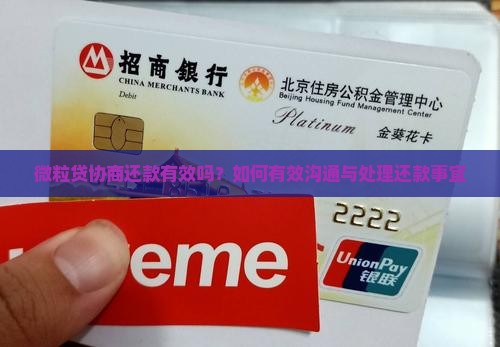 招商银行
CHINA MERCHANTS BANK
Debit
北京住房公积金管理中心
Beijing Housing Fund Management Center
Platinum
金葵花卡
微粒贷协商还款有效吗？如何有效沟通与处理还款事宜
2222
eme
UnionPay
银联